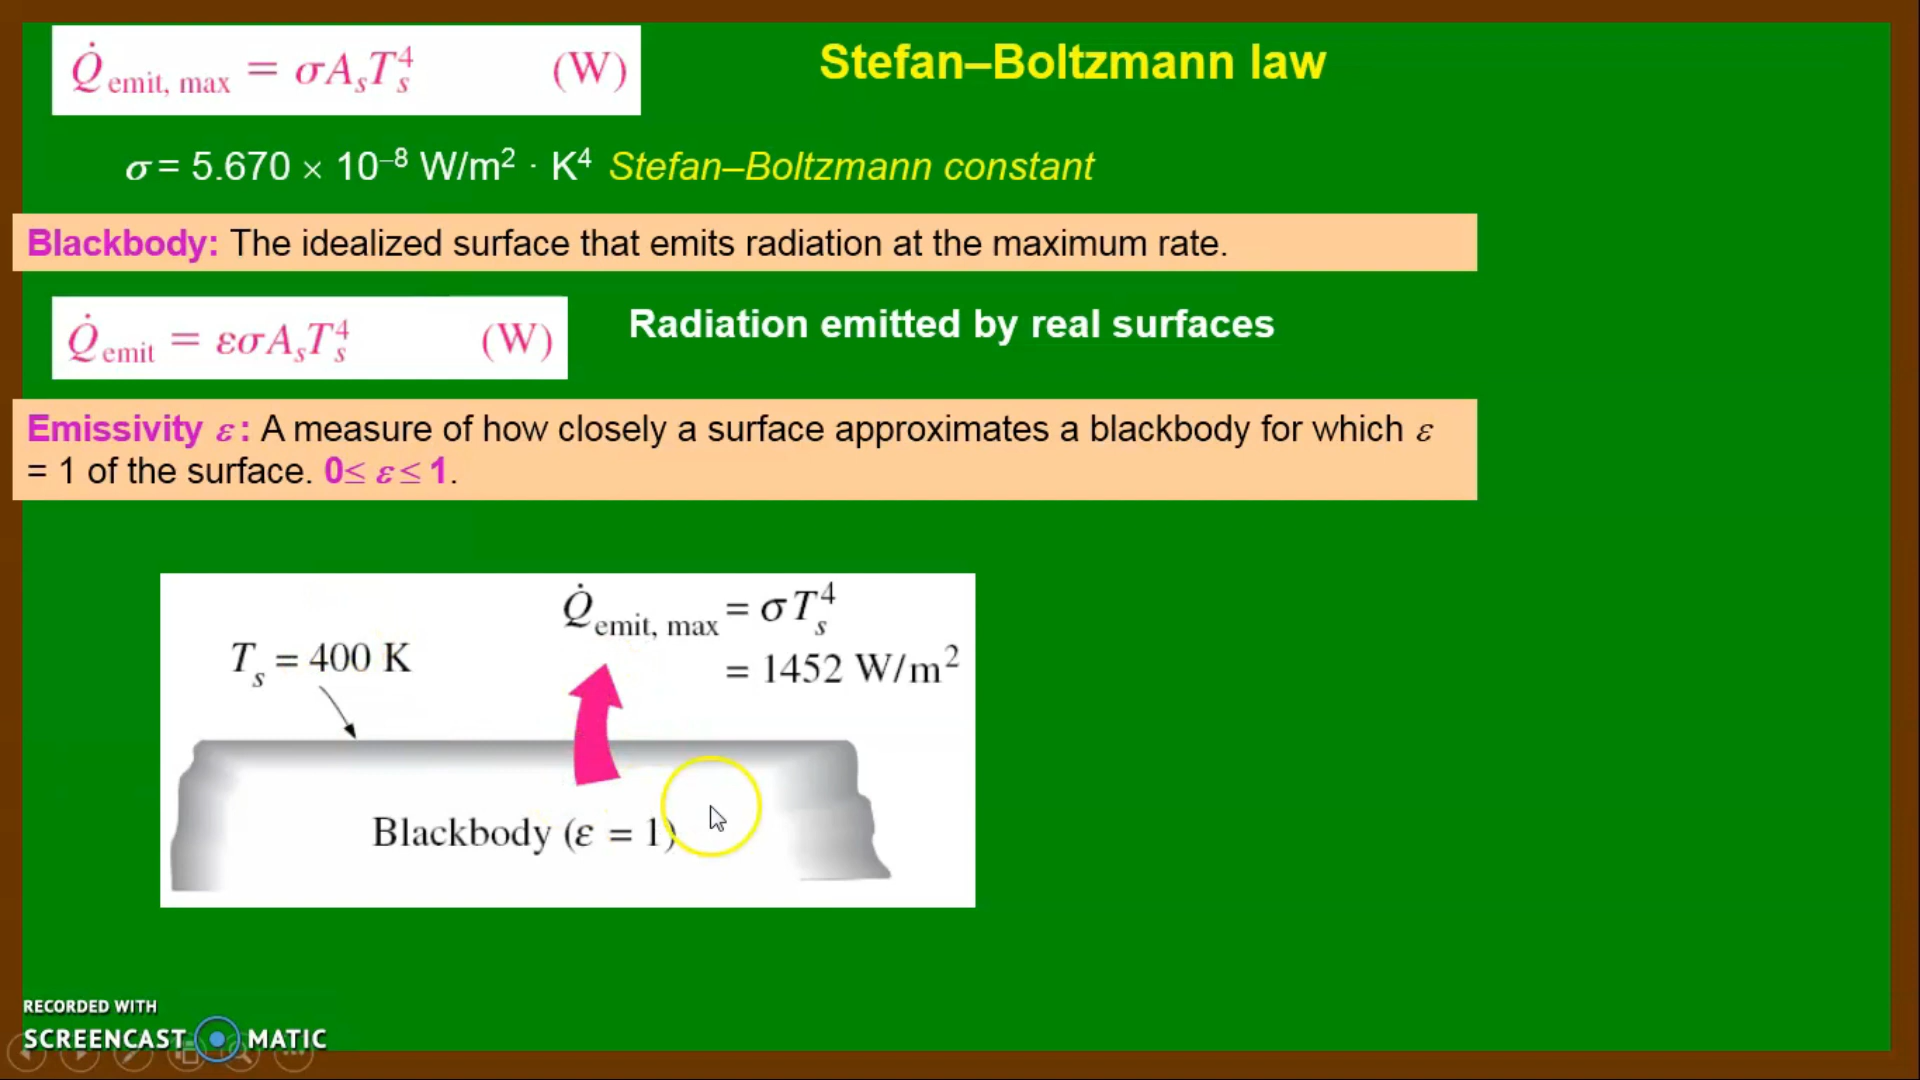 Q̇emit, max = σAsTs⁴ (W)
Stefan–Boltzmann law
σ = 5.670 × 10⁻⁸ W/m² · K⁴ Stefan–Boltzmann constant
Blackbody: The idealized surface that emits radiation at the maximum rate.
Q̇emit = εσAsTs⁴ (W)
Radiation emitted by real surfaces
Emissivity ε : A measure of how closely a surface approximates a blackbody for which ε
= 1 of the surface. 0≤ ε ≤ 1.
Q̇emit, max = σTs⁴
Ts = 400 K
= 1452 W/m²
Blackbody (ε = 1)
RECORDED WITH
SCREENCAST MATIC